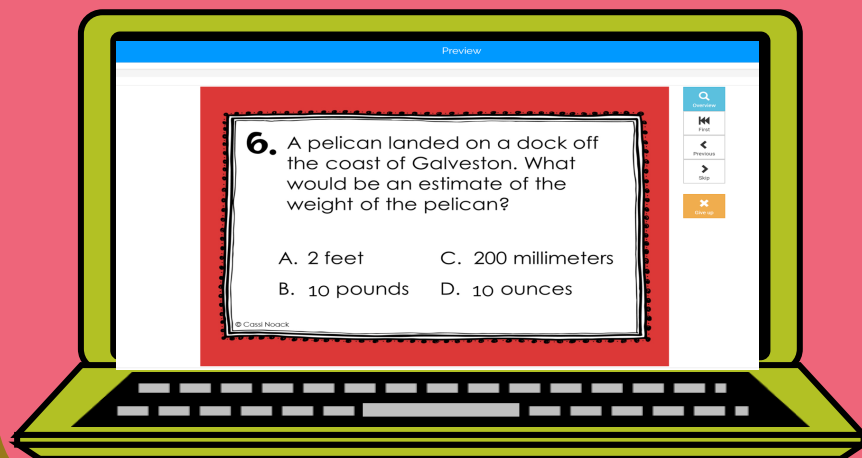 Preview
Overview
First
Previous
Skip
Give up
6. A pelican landed on a dock off
the coast of Galveston. What
would be an estimate of the
weight of the pelican?
A. 2 feet
C. 200 millimeters
B. 10 pounds
D. 10 ounces
© Cassi Noack